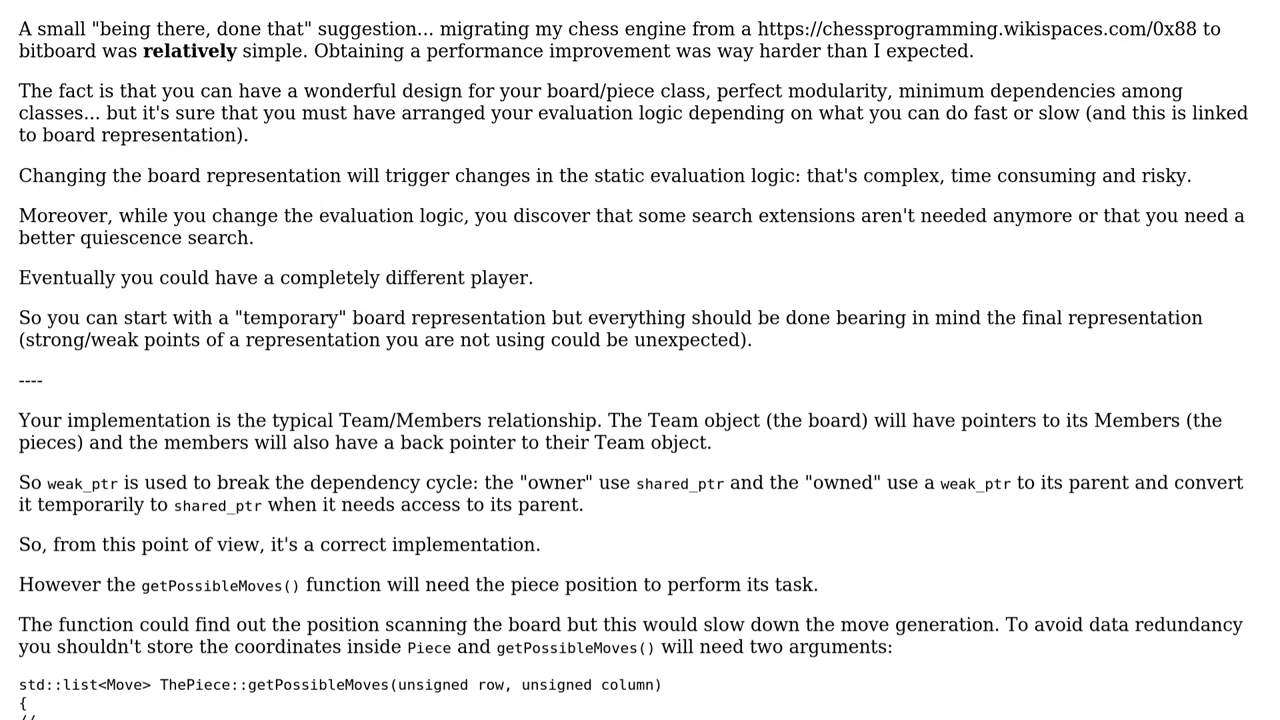 A small "being there, done that" suggestion... migrating my chess engine from a https://chessprogramming.wikispaces.com/0x88 to
bitboard was relatively simple. Obtaining a performance improvement was way harder than I expected.
The fact is that you can have a wonderful design for your board/piece class, perfect modularity, minimum dependencies among
classes... but it's sure that you must have arranged your evaluation logic depending on what you can do fast or slow (and this is linked
to board representation).
Changing the board representation will trigger changes in the static evaluation logic: that's complex, time consuming and risky.
Moreover, while you change the evaluation logic, you discover that some search extensions aren't needed anymore or that you need a
better quiescence search.
Eventually you could have a completely different player.
So you can start with a "temporary" board representation but everything should be done bearing in mind the final representation
(strong/weak points of a representation you are not using could be unexpected).
----
Your implementation is the typical Team/Members relationship. The Team object (the board) will have pointers to its Members (the
pieces) and the members will also have a back pointer to their Team object.
So weak_ptr is used to break the dependency cycle: the "owner" use shared_ptr and the "owned" use a weak_ptr to its parent and convert
it temporarily to shared_ptr when it needs access to its parent.
So, from this point of view, it's a correct implementation.
However the getPossibleMoves() function will need the piece position to perform its task.
The function could find out the position scanning the board but this would slow down the move generation. To avoid data redundancy
you shouldn't store the coordinates inside Piece and getPossibleMoves() will need two arguments:
std::list<Move> ThePiece::getPossibleMoves(unsigned row, unsigned column)
{